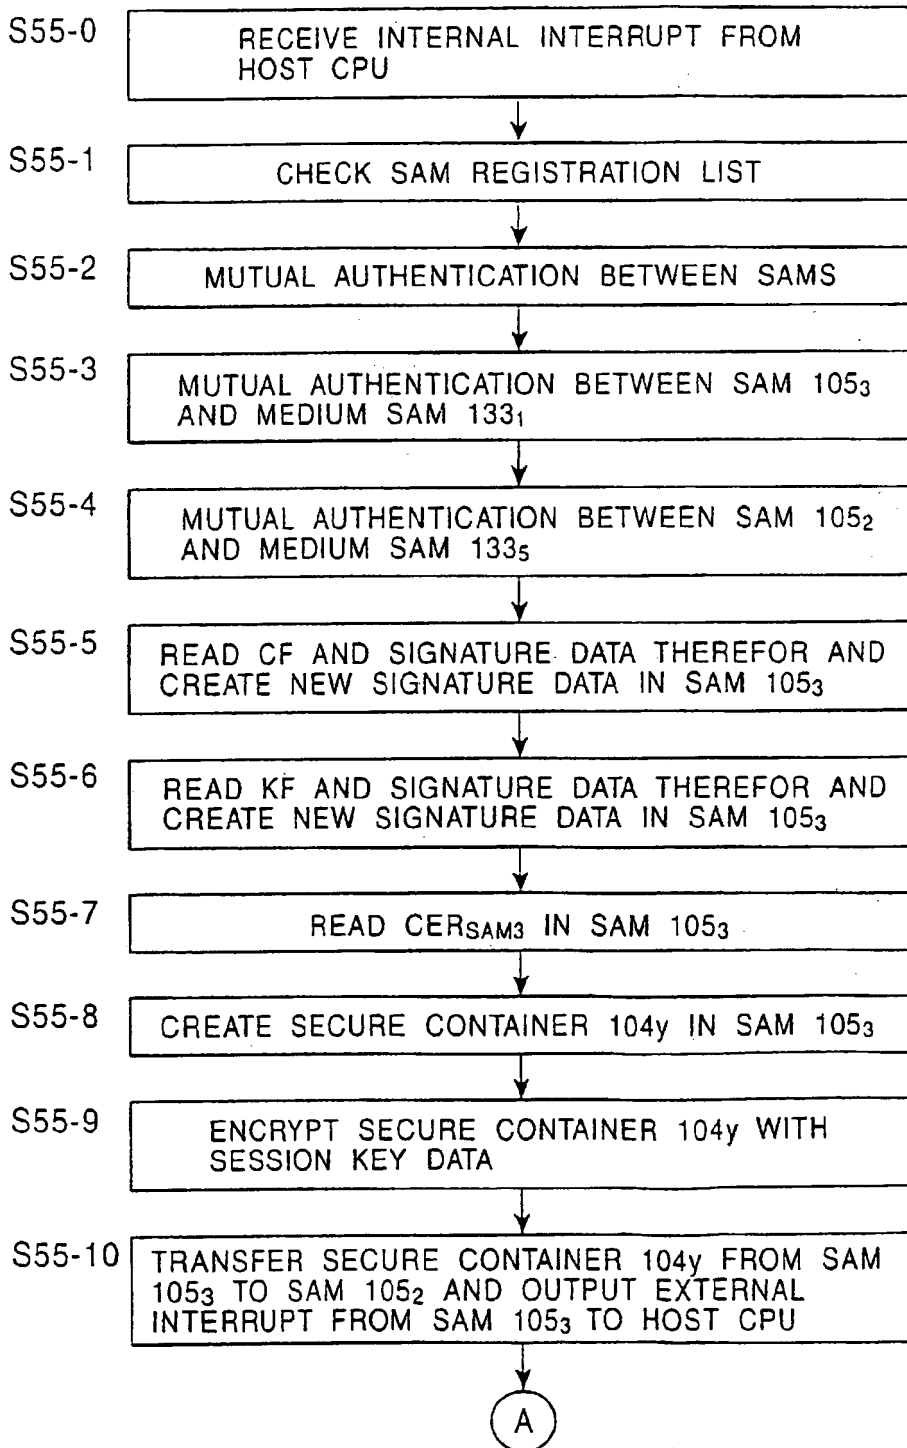 S55-0
RECEIVE INTERNAL INTERRUPT FROM
HOST CPU
S55-1
CHECK SAM REGISTRATION LIST
S55-2
MUTUAL AUTHENTICATION BETWEEN SAMS
S55-3
MUTUAL AUTHENTICATION BETWEEN SAM 105₃
AND MEDIUM SAM 133₁
S55-4
MUTUAL AUTHENTICATION BETWEEN SAM 105₂
AND MEDIUM SAM 133₅
S55-5
READ CF AND SIGNATURE DATA THEREFOR AND
CREATE NEW SIGNATURE DATA IN SAM 105₃
S55-6
READ KF AND SIGNATURE DATA THEREFOR AND
CREATE NEW SIGNATURE DATA IN SAM 105₃
S55-7
READ CERSAM3 IN SAM 105₃
S55-8
CREATE SECURE CONTAINER 104y IN SAM 105₃
S55-9
ENCRYPT SECURE CONTAINER 104y WITH
SESSION KEY DATA
S55-10
TRANSFER SECURE CONTAINER 104y FROM SAM
105₃ TO SAM 105₂ AND OUTPUT EXTERNAL
INTERRUPT FROM SAM 105₃ TO HOST CPU
A